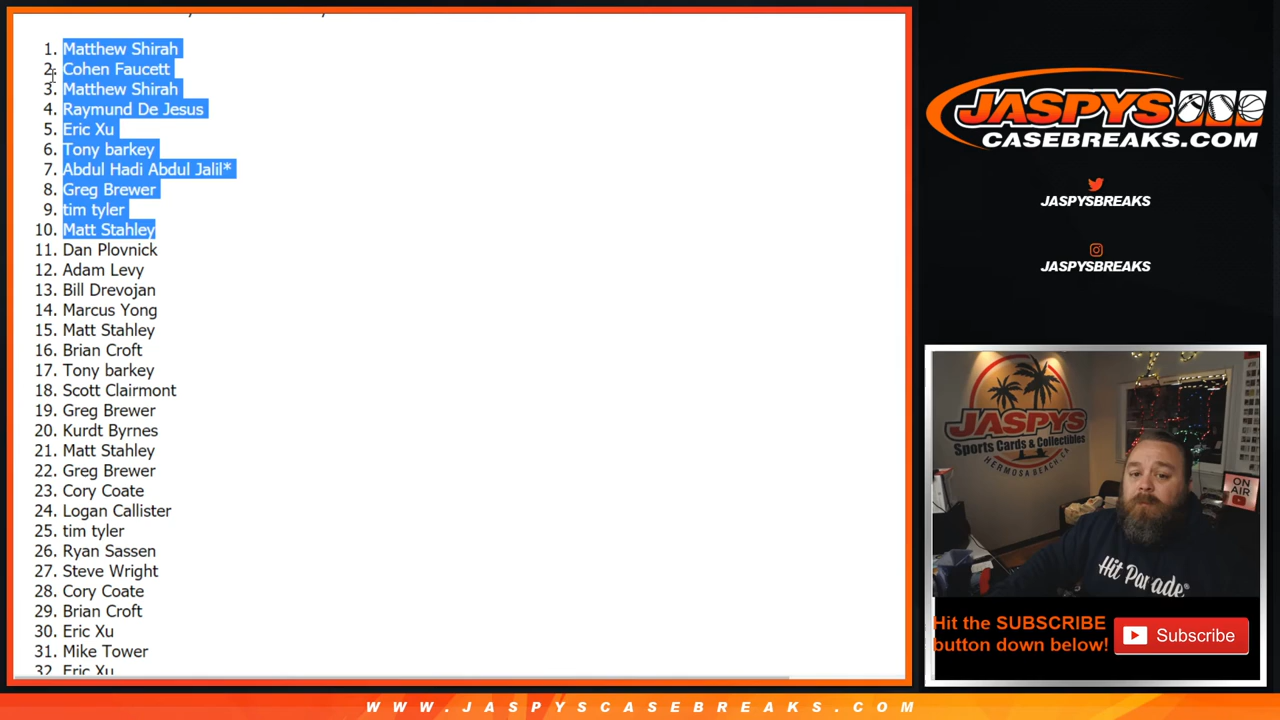 1. Matthew Shirah
2. Cohen Faucett
3. Matthew Shirah
4. Raymund De Jesus
5. Eric Xu
6. Tony barkey
7. Abdul Hadi Abdul Jalil*
8. Greg Brewer
9. tim tyler
10. Matt Stahley
11. Dan Plovnick
12. Adam Levy
13. Bill Drevojan
14. Marcus Yong
15. Matt Stahley
16. Brian Croft
17. Tony barkey
18. Scott Clairmont
19. Greg Brewer
20. Kurdt Byrnes
21. Matt Stahley
22. Greg Brewer
23. Cory Coate
24. Logan Callister
25. tim tyler
26. Ryan Sassen
27. Steve Wright
28. Cory Coate
29. Brian Croft
30. Eric Xu
31. Mike Tower
32. Eric Xu
JASPYS
CASEBREAKS.COM
JASPYSBREAKS
JASPYSBREAKS
JASPYS
Sports Cards & Collectibles
HERMOSA BEACH, CA
ON
AIR
Hit Parade®
Hit the SUBSCRIBE
button down below!
Subscribe
WWW.JASPYSCASEBREAKS.COM